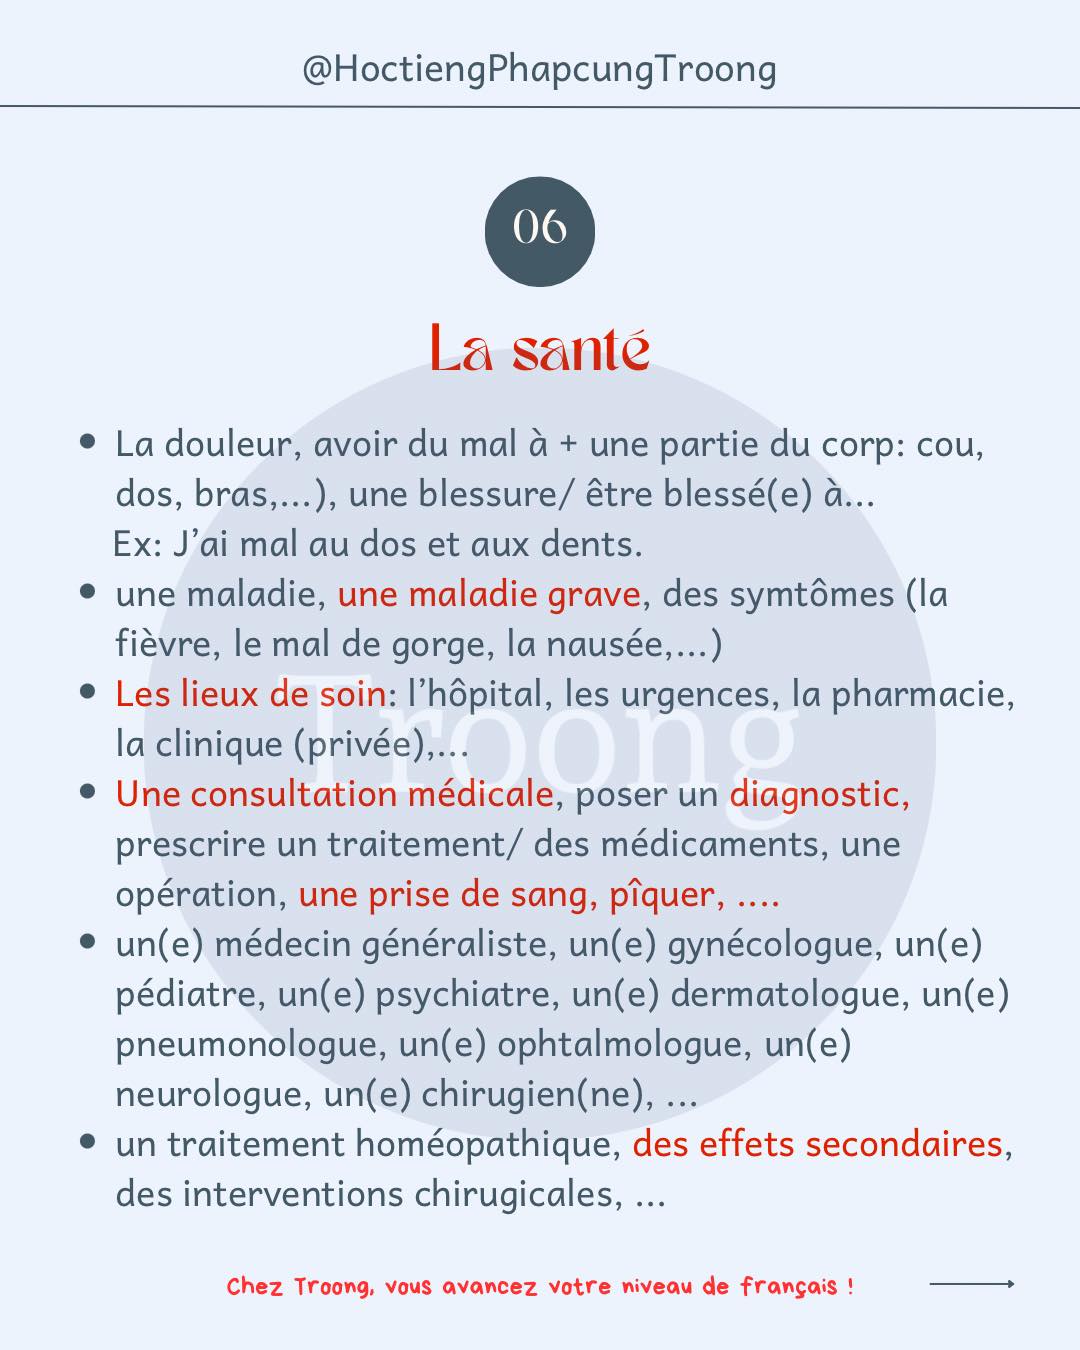 @HoctiengPhapcungTroong
06
La santé
• La douleur, avoir du mal à + une partie du corp: cou,
dos, bras,...), une blessure/ être blessé(e) à...
Ex: J'ai mal au dos et aux dents.
• une maladie, une maladie grave, des symtômes (la
fièvre, le mal de gorge, la nausée,...)
• Les lieux de soin: l'hôpital, les urgences, la pharmacie,
la clinique (privée),...
• Une consultation médicale, poser un diagnostic,
prescrire un traitement/ des médicaments, une
opération, une prise de sang, pîquer, ....
• un(e) médecin généraliste, un(e) gynécologue, un(e)
pédiatre, un(e) psychiatre, un(e) dermatologue, un(e)
pneumonologue, un(e) ophtalmologue, un(e)
neurologue, un(e) chirugien(ne), ...
• un traitement homéopathique, des effets secondaires,
des interventions chirugicales, ...
Troong
Chez Troong, vous avancez votre niveau de français !